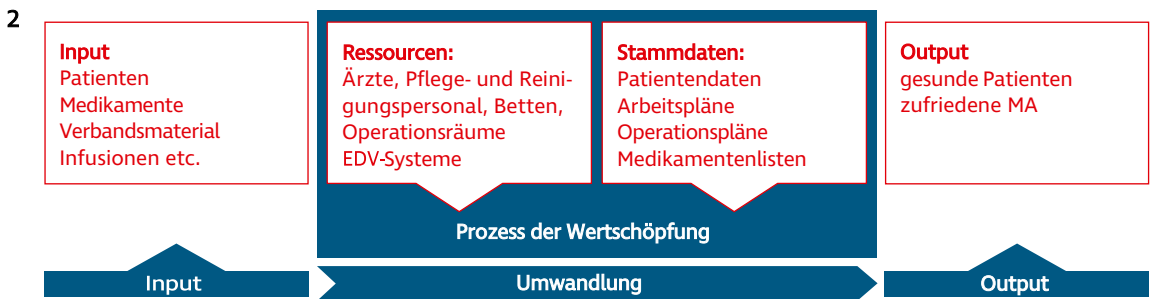 2
Input
Patienten
Medikamente
Verbandsmaterial
Infusionen etc.
Ressourcen:
Ärzte, Pflege- und Reini-
gungspersonal, Betten,
Operationsräume
EDV-Systeme
Stammdaten:
Patientendaten
Arbeitspläne
Operationspläne
Medikamentenlisten
Output
gesunde Patienten
zufriedene MA
Prozess der Wertschöpfung
Input
Umwandlung
Output